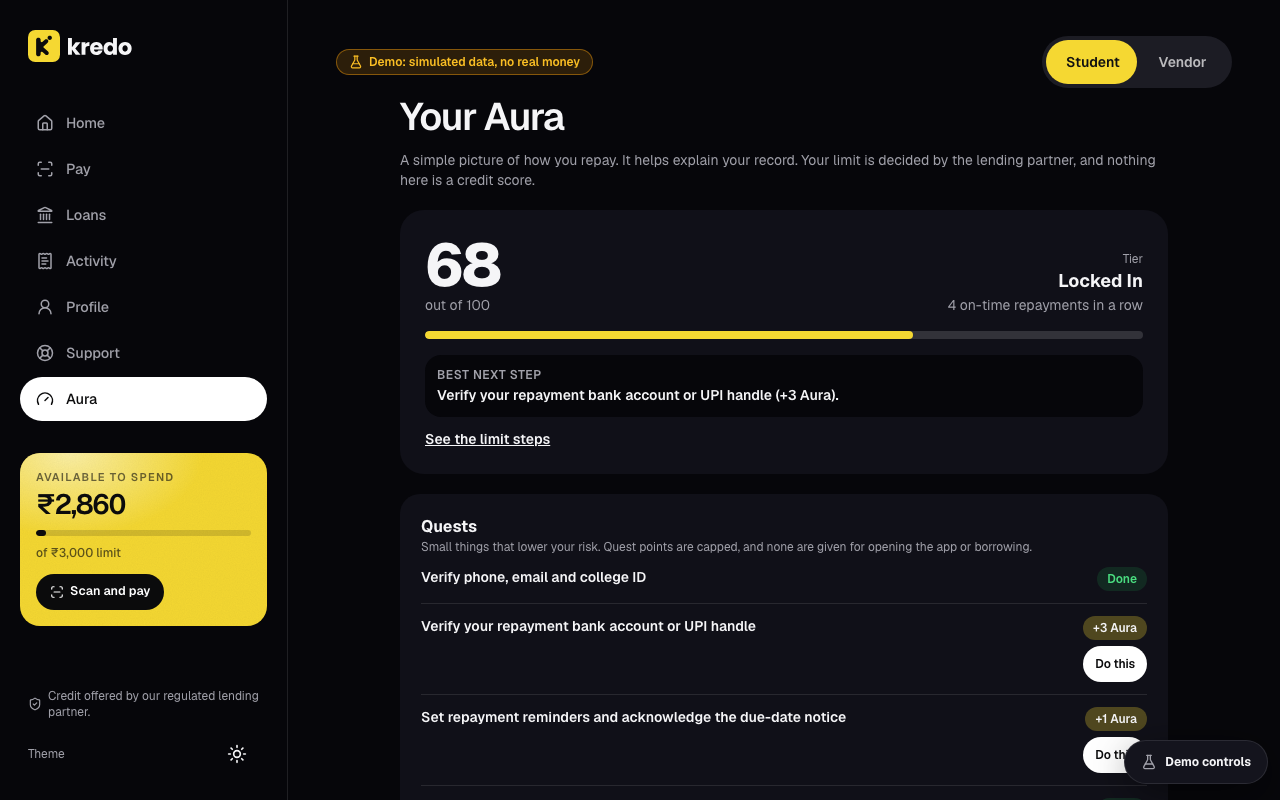 kredo
Home
Pay
Loans
Activity
Profile
Support
Aura
AVAILABLE TO SPEND
₹2,860
of ₹3,000 limit
Scan and pay
Credit offered by our regulated lending
partner.
Theme
Demo: simulated data, no real money
Student
Vendor
Your Aura
A simple picture of how you repay. It helps explain your record. Your limit is decided by the lending partner, and nothing
here is a credit score.
68
out of 100
Tier
Locked In
4 on-time repayments in a row
BEST NEXT STEP
Verify your repayment bank account or UPI handle (+3 Aura).
See the limit steps
Quests
Small things that lower your risk. Quest points are capped, and none are given for opening the app or borrowing.
Verify phone, email and college ID
Done
Verify your repayment bank account or UPI handle
+3 Aura
Do this
Set repayment reminders and acknowledge the due-date notice
+1 Aura
Do
Demo controls